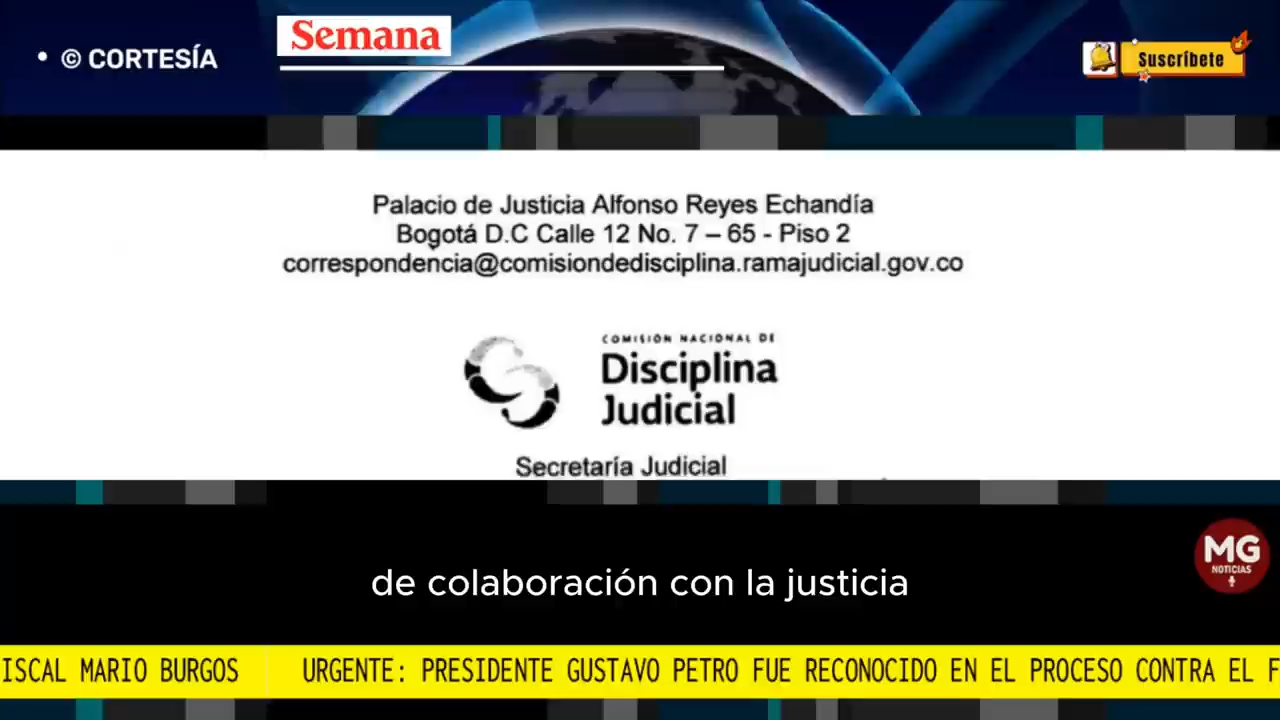 • © CORTESÍA
Semana
Suscríbete
Palacio de Justicia Alfonso Reyes Echandía
Bogotá D.C Calle 12 No. 7 – 65 - Piso 2
correspondencia@comisiondedisciplina.ramajudicial.gov.co
COMISIÓN NACIONAL DE
Disciplina
Judicial
Secretaría Judicial
MG
NOTICIAS
de colaboración con la justicia
ISCAL MARIO BURGOS URGENTE: PRESIDENTE GUSTAVO PETRO FUE RECONOCIDO EN EL PROCESO CONTRA EL F